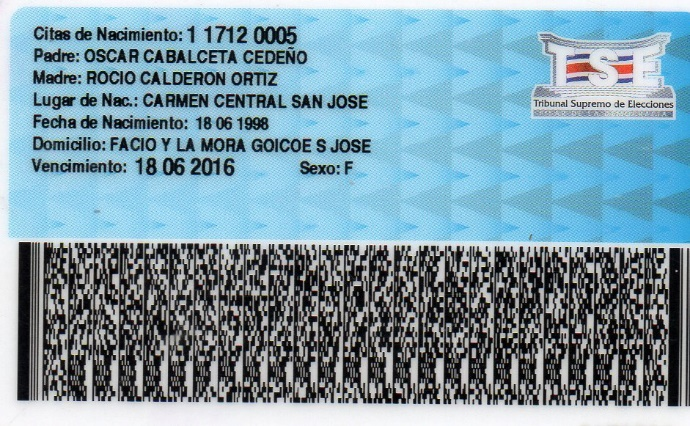 Citas de Nacimiento: 1 1712 0005
Padre: OSCAR CABALCETA CEDEÑO
Madre: ROCIO CALDERON ORTIZ
Lugar de Nac.: CARMEN CENTRAL SAN JOSE
Fecha de Nacimiento: 18 06 1998
Domicilio: FACIO Y LA MORA GOICOE S JOSE
Vencimiento: 18 06 2016 Sexo: F
TSE
Tribunal Supremo de Elecciones